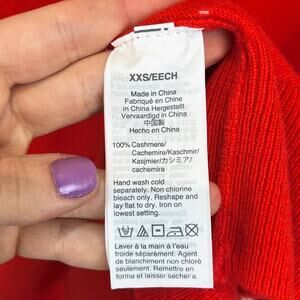 XXS/EECH
Made in China
Fabriqué en Chine
in China Hergestellt
Vervaardigd in China
中国製
Hecho en China
100% Cashmere/
Cachemire/Kaschmir/
Kasjmier/カシミア/
cachemira
Hand wash cold
separately. Non chlorine
bleach only. Reshape and
lay flat to dry. Iron on
lowest setting.
Laver à la main à l'eau
froide séparément. Agent
de blanchiment non chloré
seulement. Remettre en
forme et laisser sécher